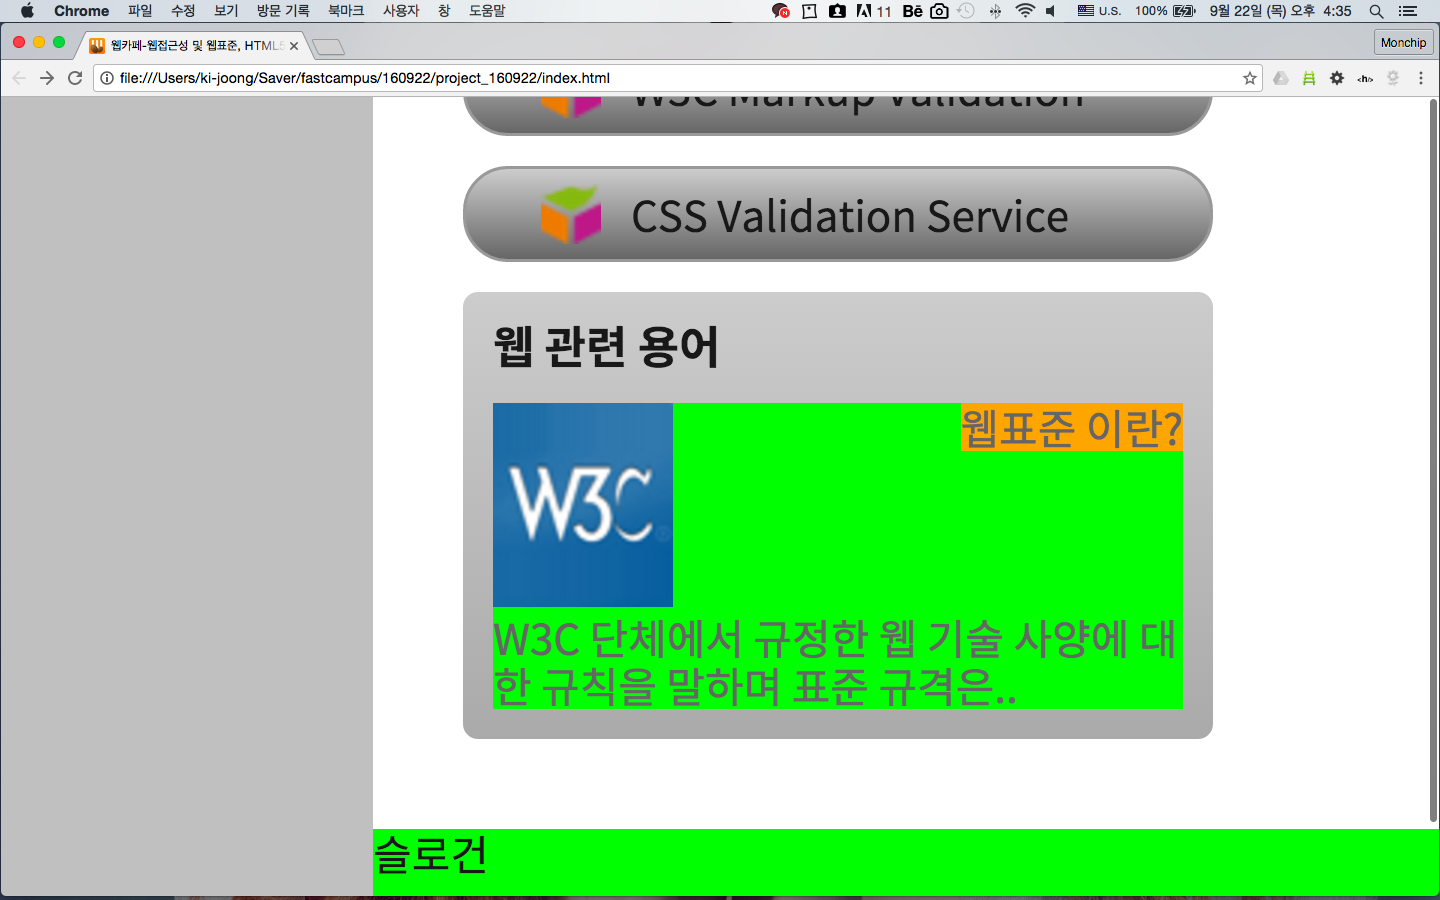 Chrome 파일 수정 보기 방문 기록 북마크 사용자 창 도움말 11 Bē U.S. 100% 9월 22일 (목) 오후 4:35
웹카페-웹접근성 및 웹표준, HTML5
Monchip
file:///Users/ki-joong/Saver/fastcampus/160922/project_160922/index.html
W3C Markup Validation
CSS Validation Service
웹 관련 용어
W3C
웹표준 이란?
W3C 단체에서 규정한 웹 기술 사양에 대
한 규칙을 말하며 표준 규격은..
슬로건